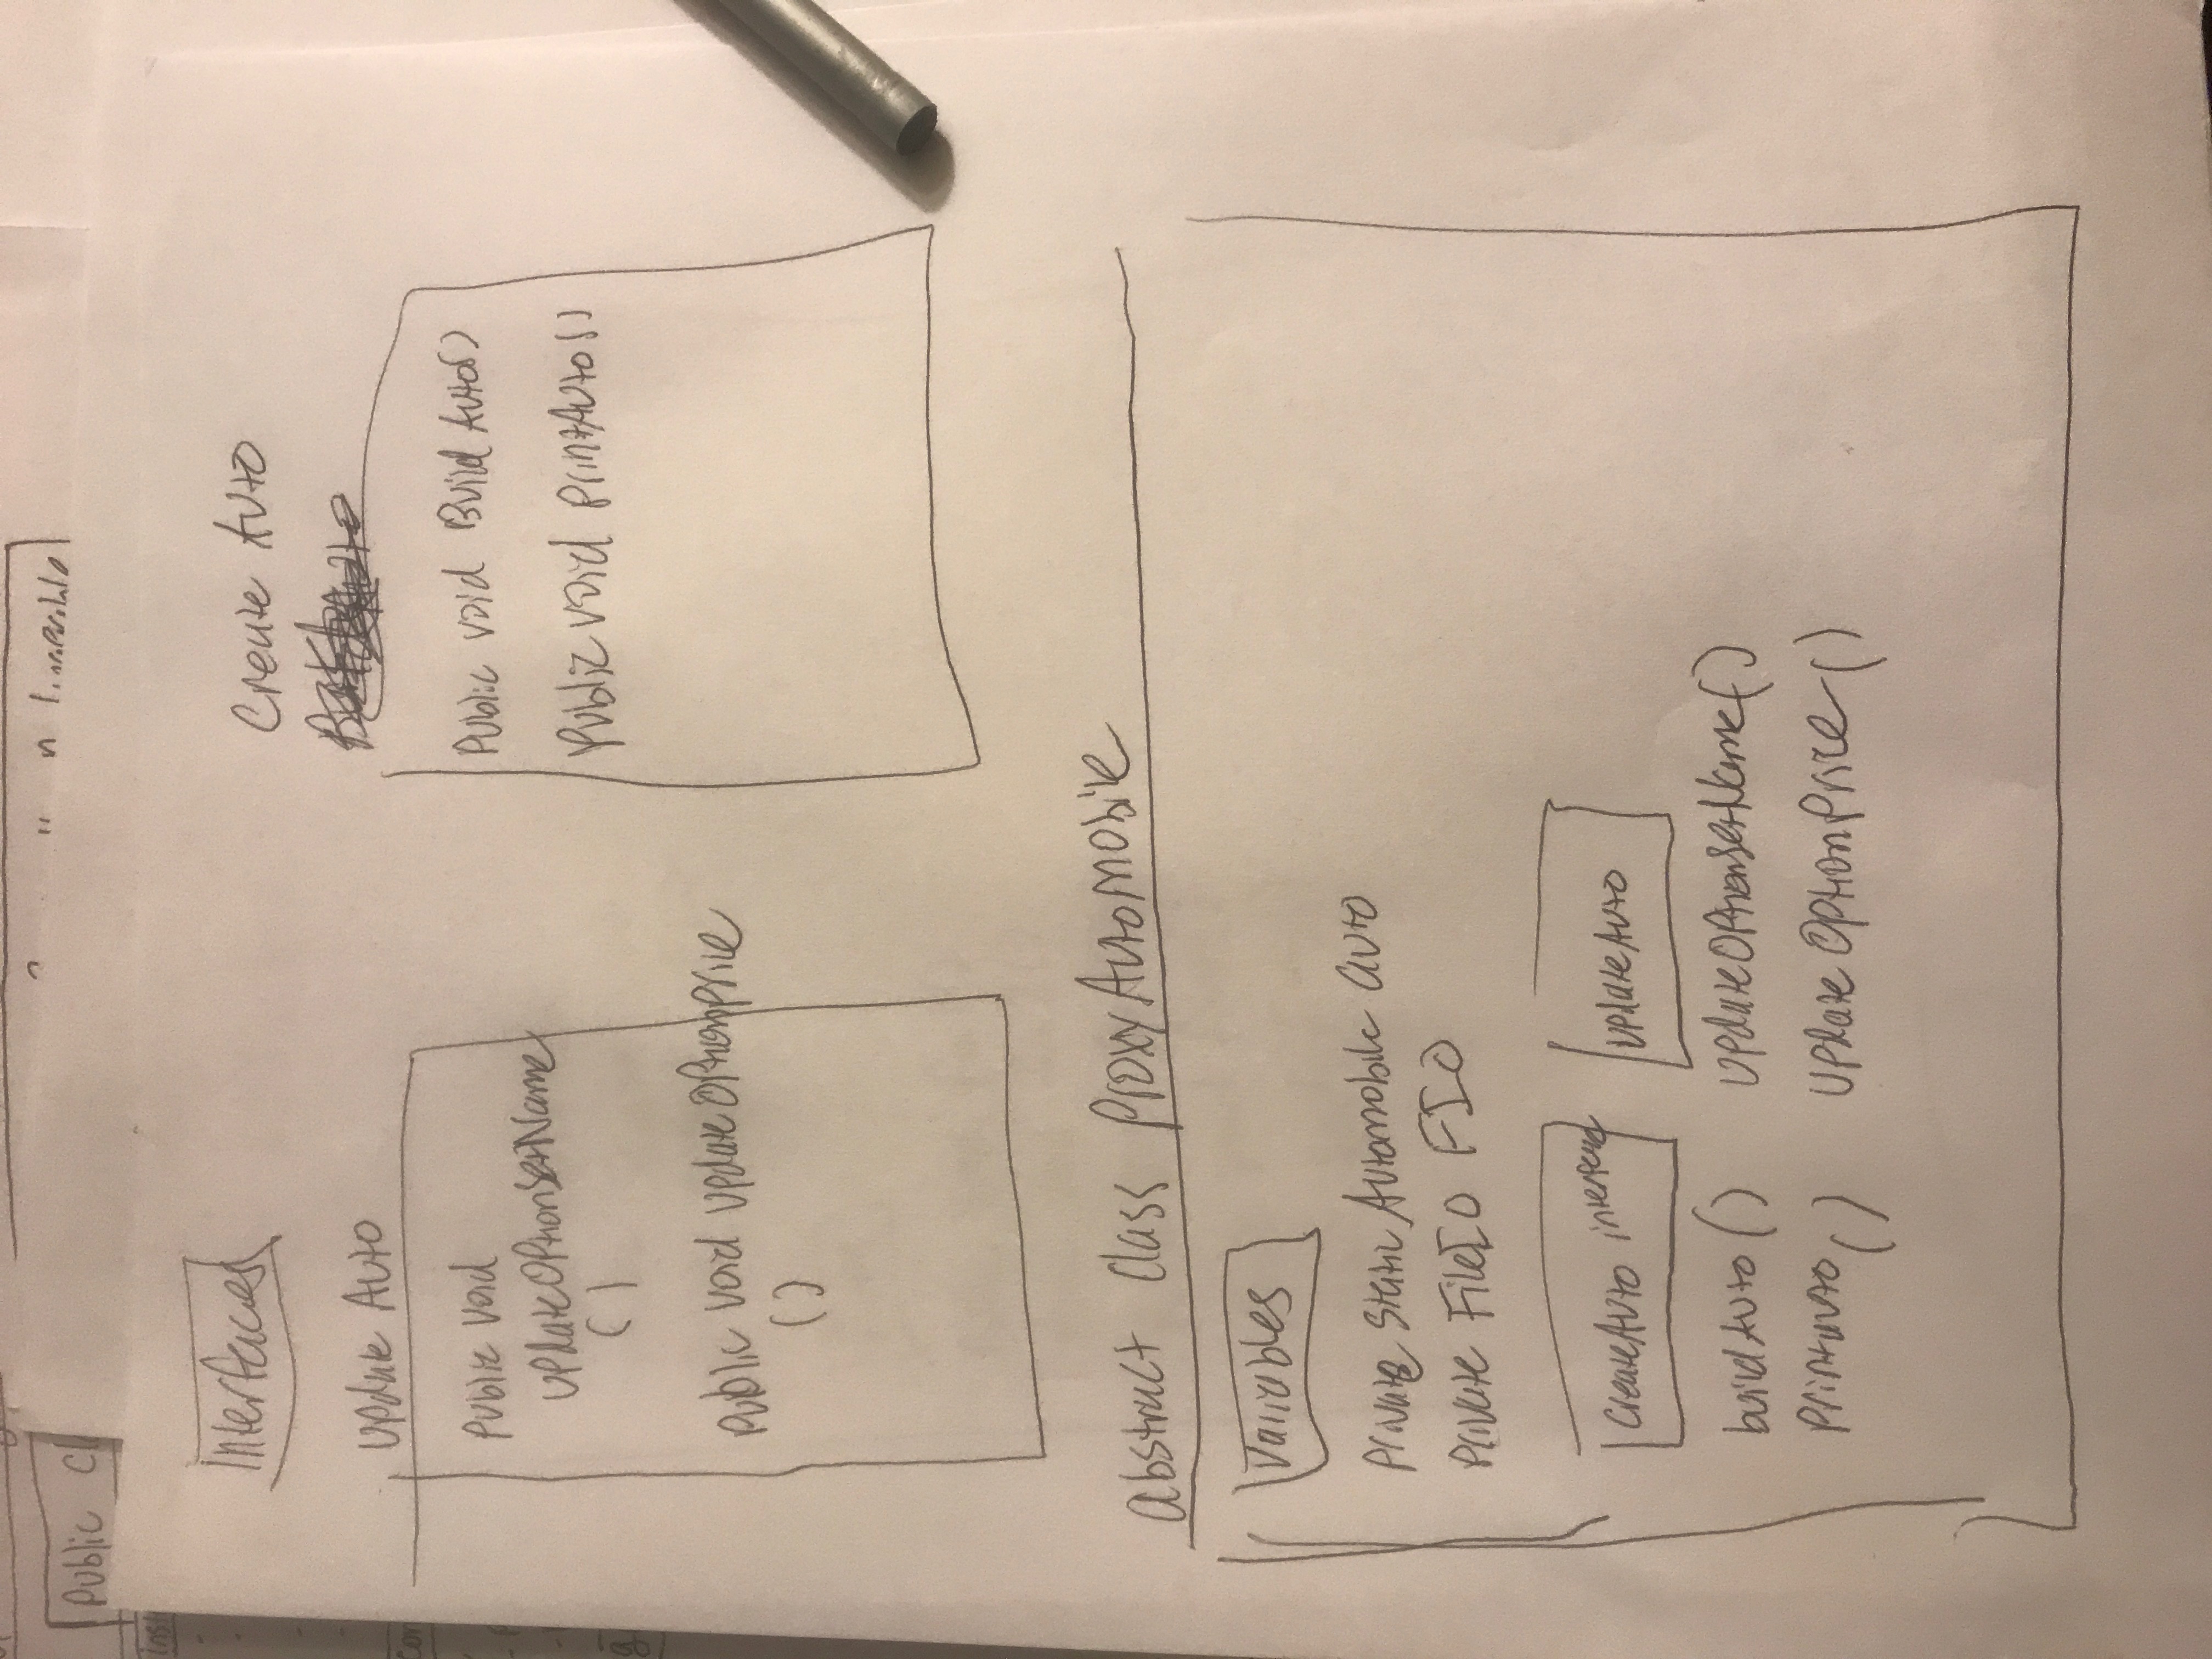 Public Cl
Interfaces
Update Auto
Public void
updateOptionSetName
()
Public void updateOptionPrice
()
Create Auto
Public void Build Auto()
Public void printAuto()
abstract class ProxyAutoMobile
Variables
Private static Automobile auto
Private FileIO FIO
CreateAuto interface
updateAuto
buildAuto()
Printauto()
UpdateOptionSetName()
Update OptionPrice()